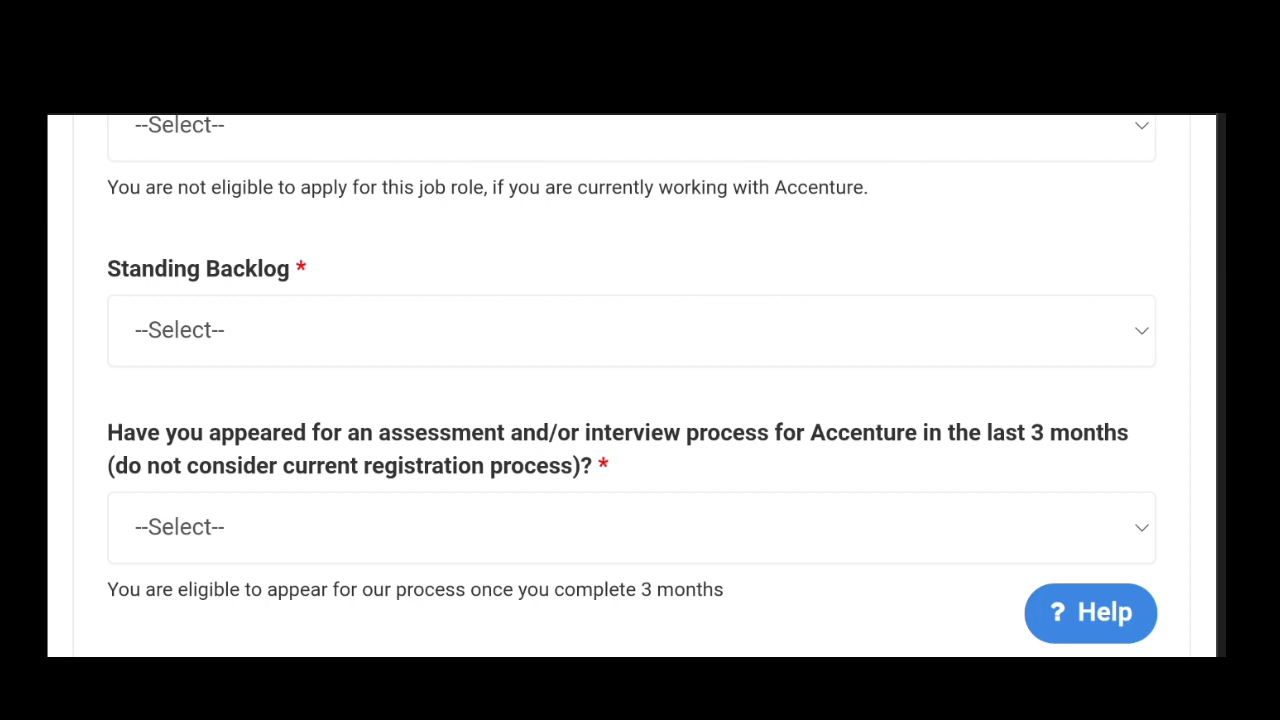 --Select--
You are not eligible to apply for this job role, if you are currently working with Accenture.
Standing Backlog *
--Select--
Have you appeared for an assessment and/or interview process for Accenture in the last 3 months
(do not consider current registration process)? *
--Select--
You are eligible to appear for our process once you complete 3 months
? Help